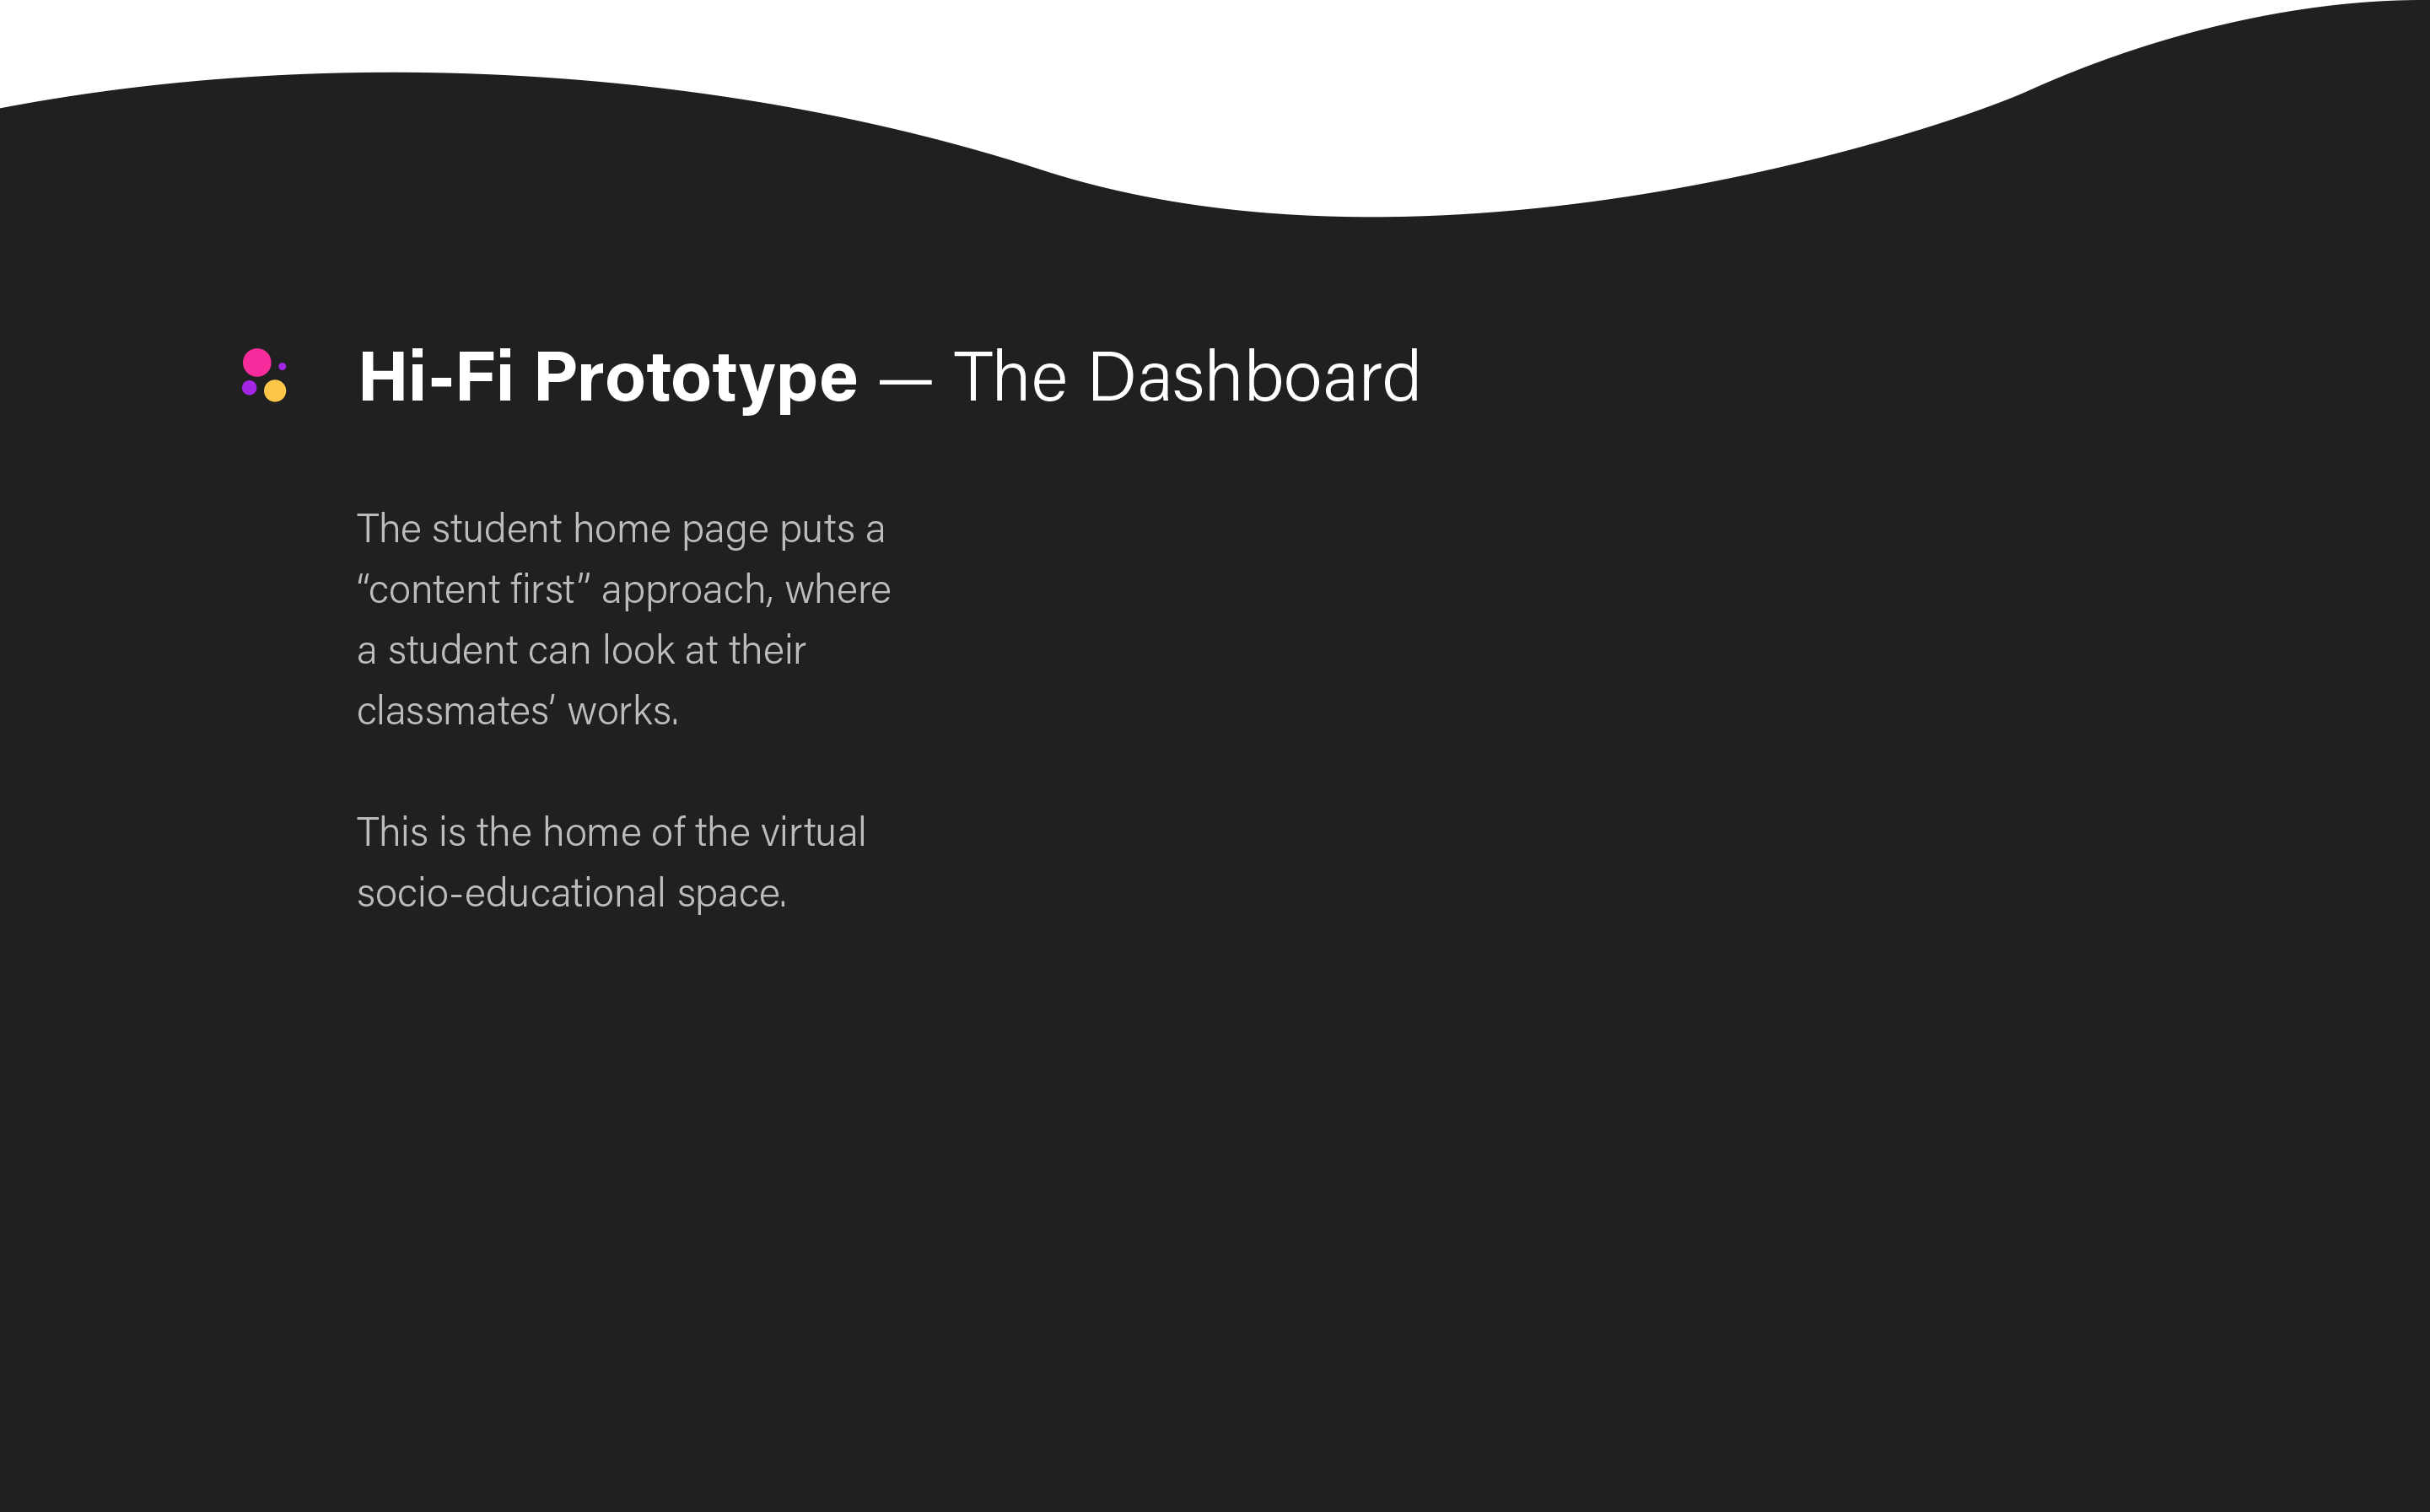 Hi-Fi Prototype — The Dashboard
The student home page puts a
“content first” approach, where
a student can look at their
classmates’ works.
This is the home of the virtual
socio-educational space.